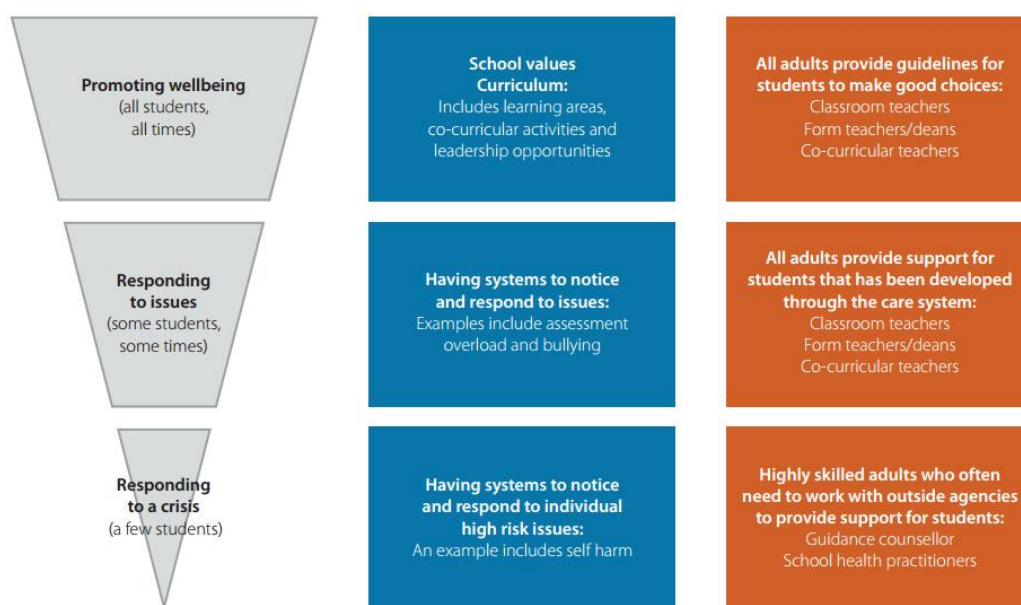 Promoting wellbeing
(all students,
all times)
School values
Curriculum:
Includes learning areas,
co-curricular activities and
leadership opportunities
All adults provide guidelines for
students to make good choices:
Classroom teachers
Form teachers/deans
Co-curricular teachers
Responding
to issues
(some students,
some times)
Having systems to notice
and respond to issues:
Examples include assessment
overload and bullying
All adults provide support for
students that has been developed
through the care system:
Classroom teachers
Form teachers/deans
Co-curricular teachers
Responding
to a crisis
(a few students)
Having systems to notice
and respond to individual
high risk issues:
An example includes self harm
Highly skilled adults who often
need to work with outside agencies
to provide support for students:
Guidance counsellor
School health practitioners